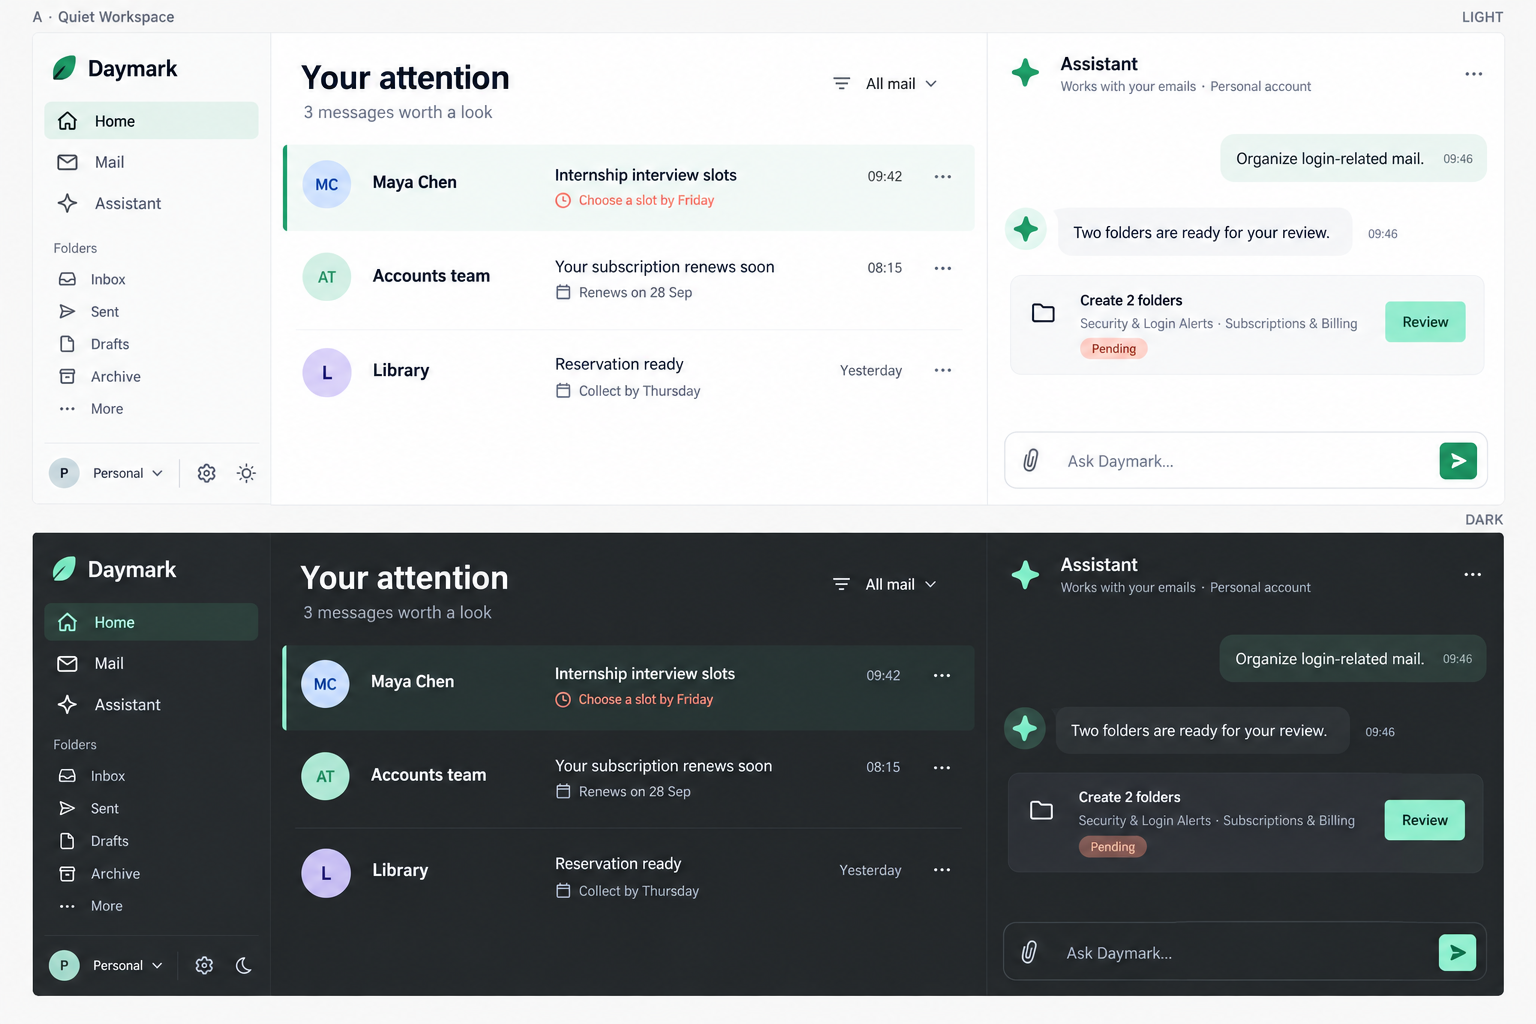 A · Quiet Workspace
LIGHT
Daymark
Home
Mail
Assistant
Folders
Inbox
Sent
Drafts
Archive
More
P
Personal
Your attention
3 messages worth a look
All mail
MC
Maya Chen
Internship interview slots
Choose a slot by Friday
09:42
AT
Accounts team
Your subscription renews soon
Renews on 28 Sep
08:15
L
Library
Reservation ready
Collect by Thursday
Yesterday
Assistant
Works with your emails · Personal account
Organize login-related mail.
09:46
Two folders are ready for your review.
09:46
Create 2 folders
Security & Login Alerts · Subscriptions & Billing
Pending
Review
Ask Daymark...
DARK
Daymark
Home
Mail
Assistant
Folders
Inbox
Sent
Drafts
Archive
More
P
Personal
Your attention
3 messages worth a look
All mail
MC
Maya Chen
Internship interview slots
Choose a slot by Friday
09:42
AT
Accounts team
Your subscription renews soon
Renews on 28 Sep
08:15
L
Library
Reservation ready
Collect by Thursday
Yesterday
Assistant
Works with your emails · Personal account
Organize login-related mail.
09:46
Two folders are ready for your review.
09:46
Create 2 folders
Security & Login Alerts · Subscriptions & Billing
Pending
Review
Ask Daymark...